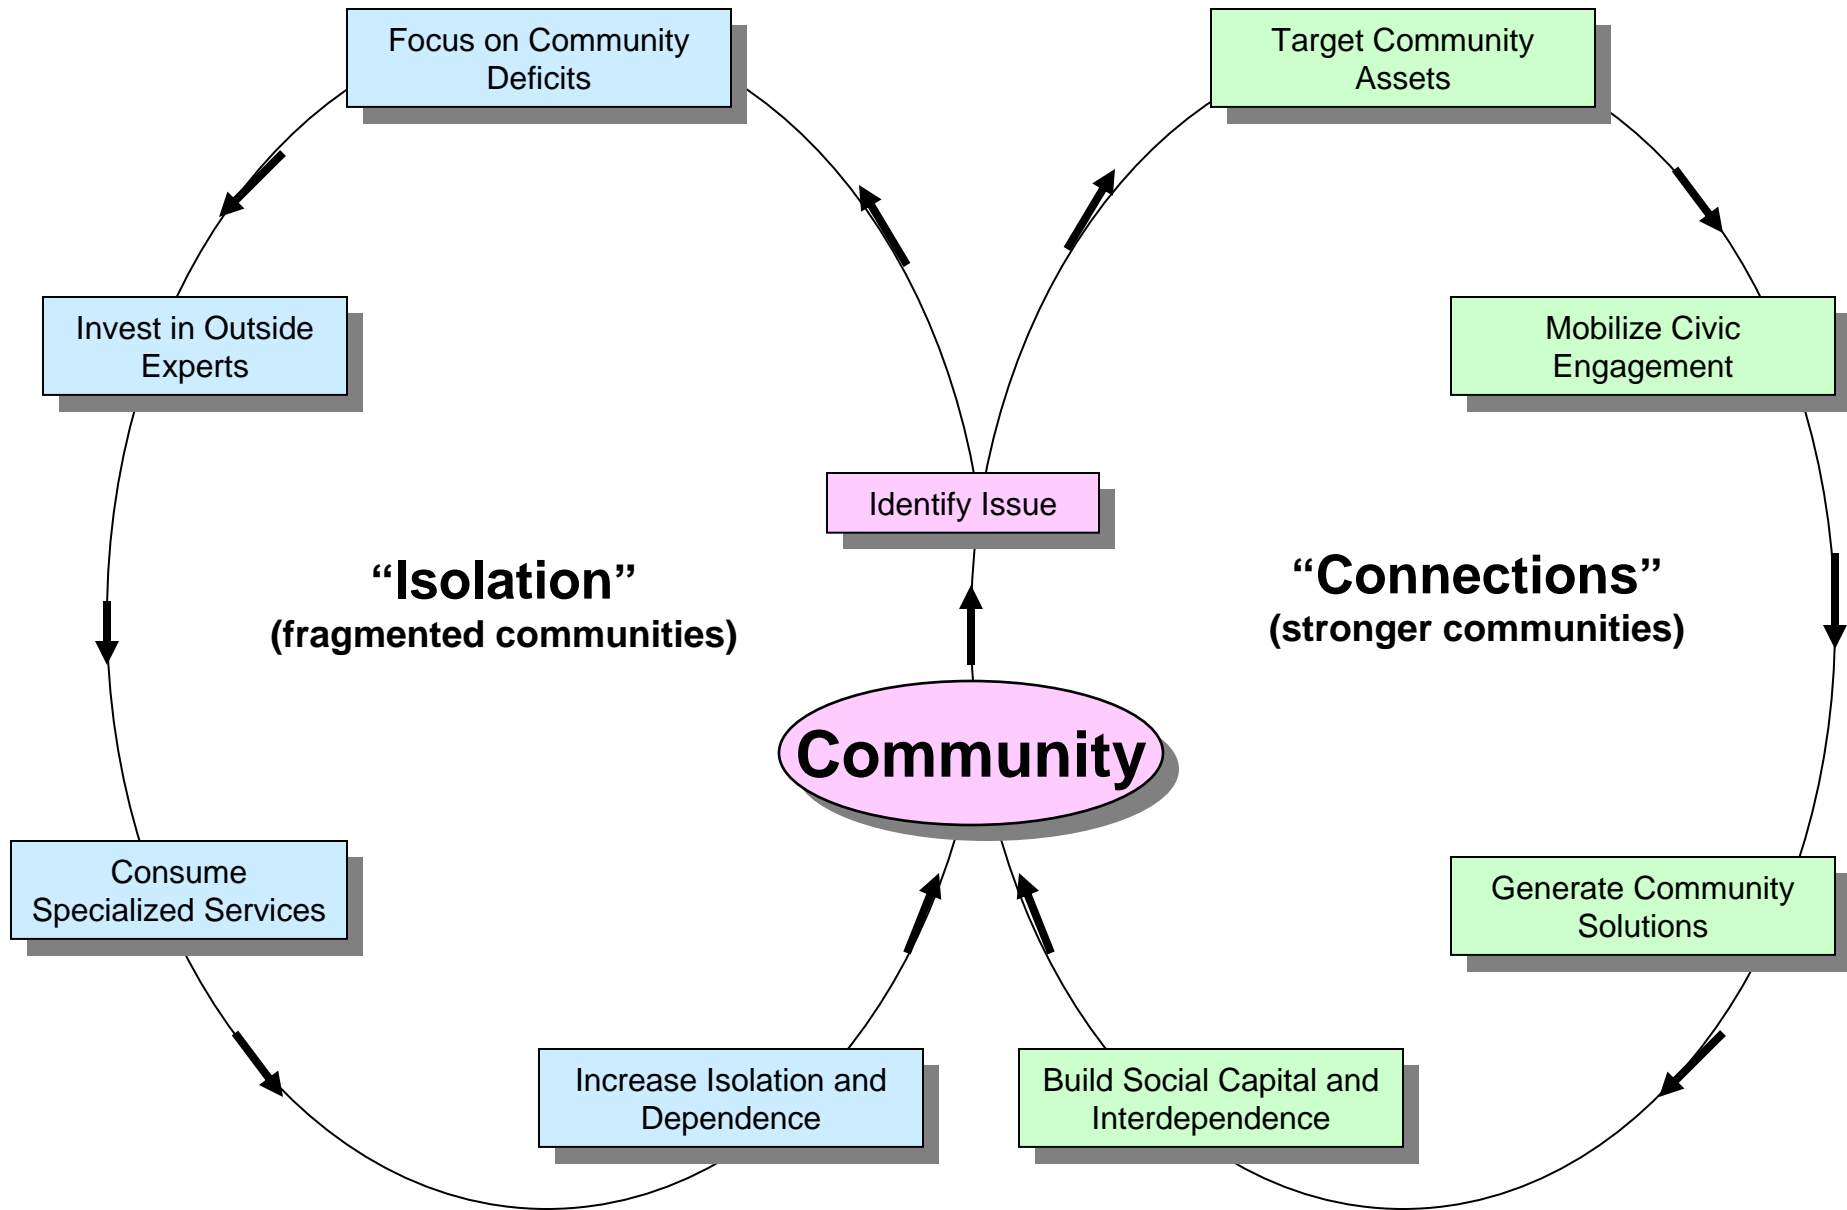 Focus on Community
Deficits
Target Community
Assets
Invest in Outside
Experts
Mobilize Civic
Engagement
Identify Issue
“Isolation”
(fragmented communities)
“Connections”
(stronger communities)
Community
Consume
Specialized Services
Generate Community
Solutions
Increase Isolation and
Dependence
Build Social Capital and
Interdependence